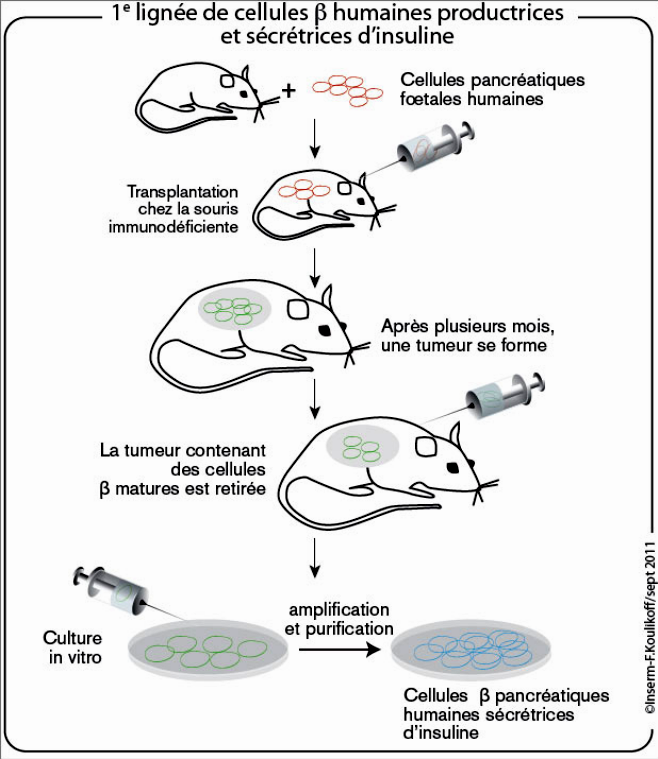 1e lignée de cellules β humaines productrices
et sécrétrices d'insuline
+
Cellules pancréatiques
fœtales humaines
Transplantation
chez la souris
immunodéficiente
Après plusieurs mois,
une tumeur se forme
La tumeur contenant
des cellules
β matures est retirée
Culture
in vitro
amplification
et purification
Cellules β pancréatiques
humaines sécrétrices
d'insuline
©Inserm-F.Koulikoff/sept 2011